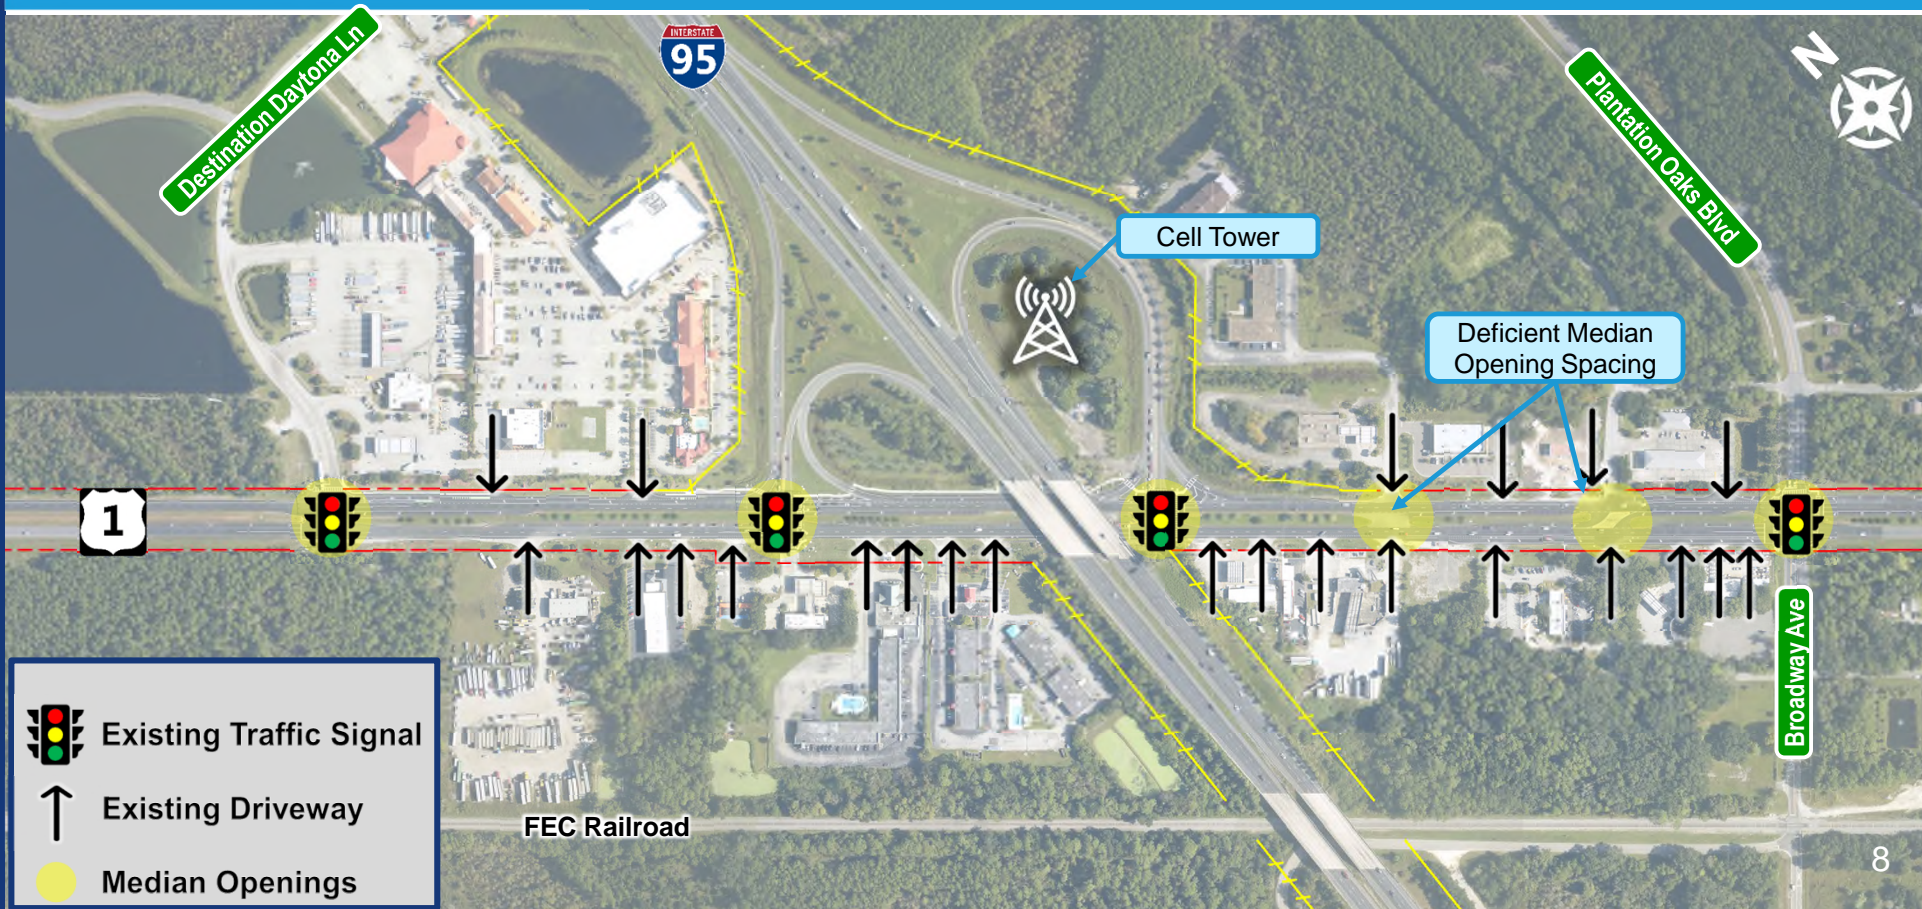 Destination Daytona Ln
INTERSTATE
95
Plantation Oaks Blvd
N
Cell Tower
Deficient Median
Opening Spacing
1
Broadway Ave
Existing Traffic Signal
Existing Driveway
Median Openings
FEC Railroad
8